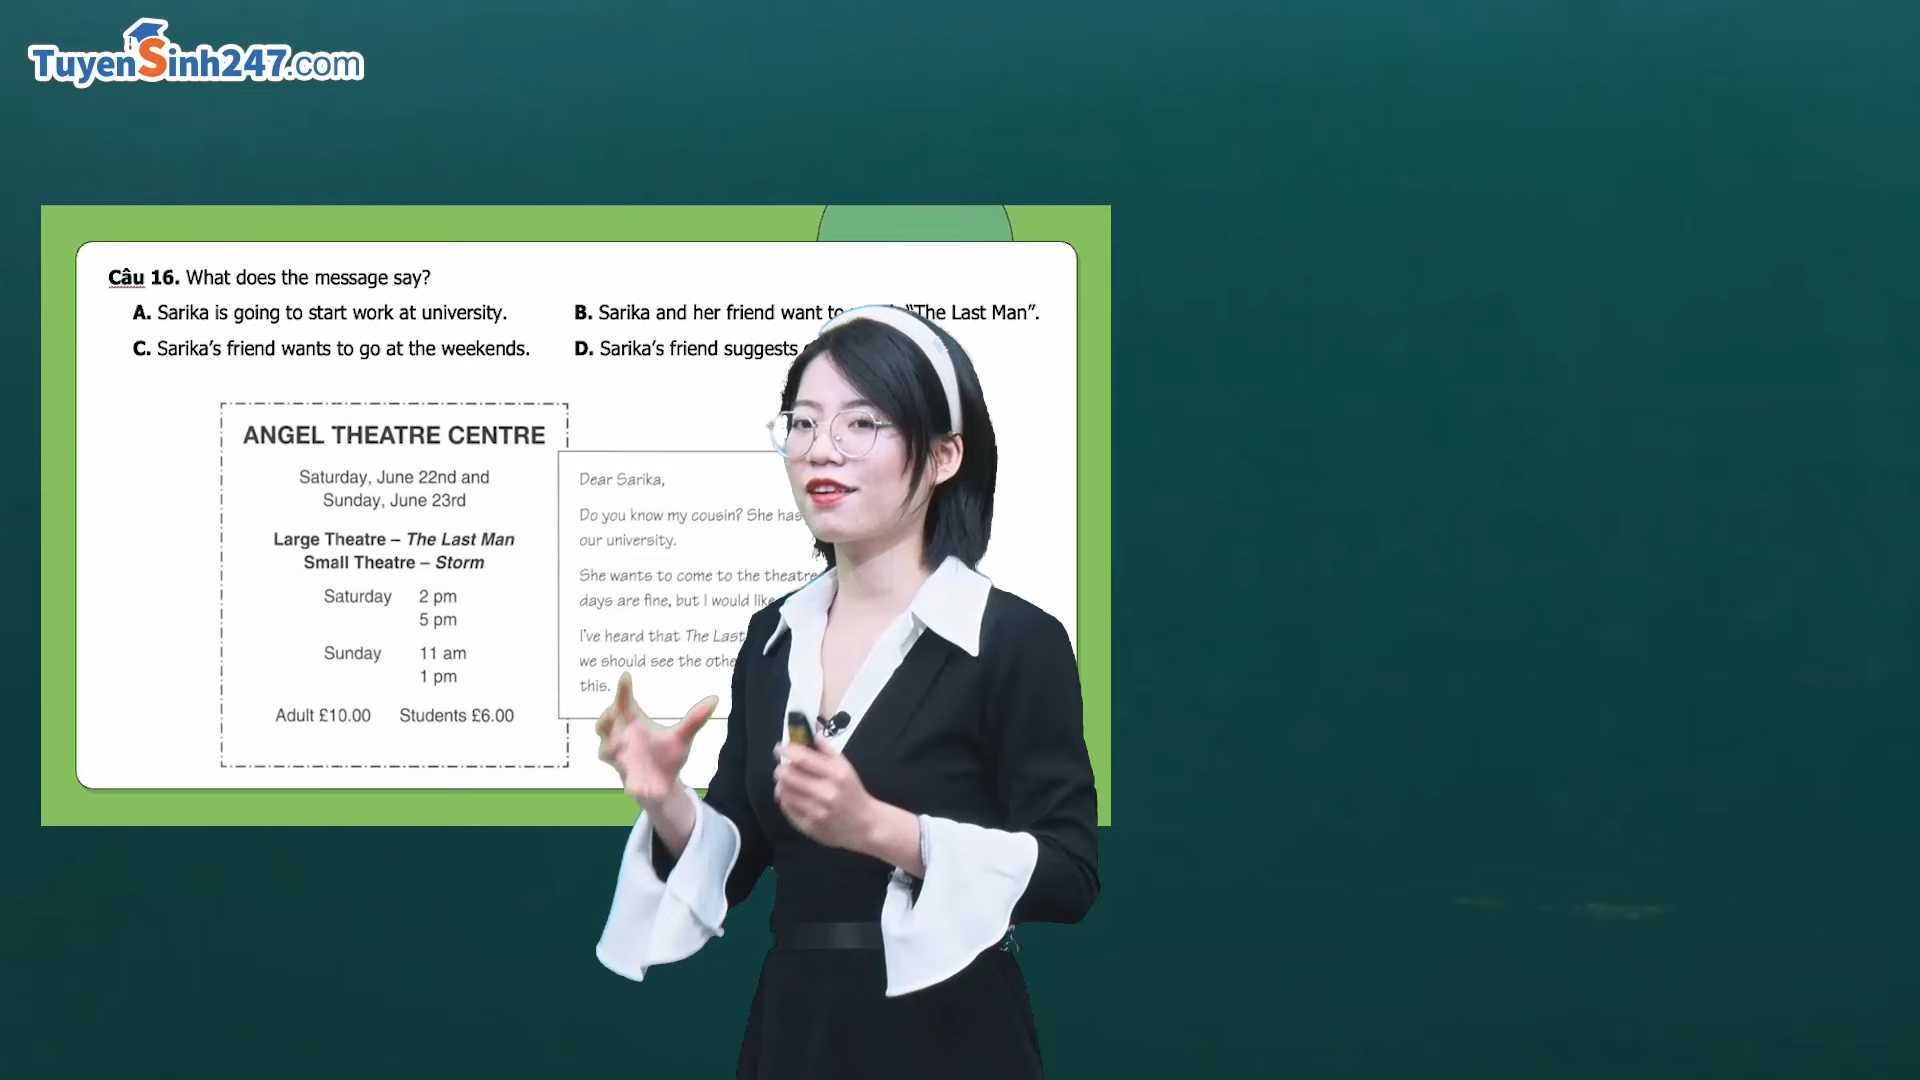 TuyenSinh247.com
Câu 16. What does the message say?
A. Sarika is going to start work at university.
B. Sarika and her friend want to "The Last Man".
C. Sarika's friend wants to go at the weekends.
D. Sarika's friend suggests
ANGEL THEATRE CENTRE
Saturday, June 22nd and
Sunday, June 23rd
Large Theatre – The Last Man
Small Theatre – Storm
Saturday 2 pm
5 pm
Sunday 11 am
1 pm
Adult £10.00 Students £6.00
Dear Sarika,
Do you know my cousin? She has
our university.
She wants to come to the theatre
days are fine, but I would like
I've heard that The Last
we should see the othe
this.